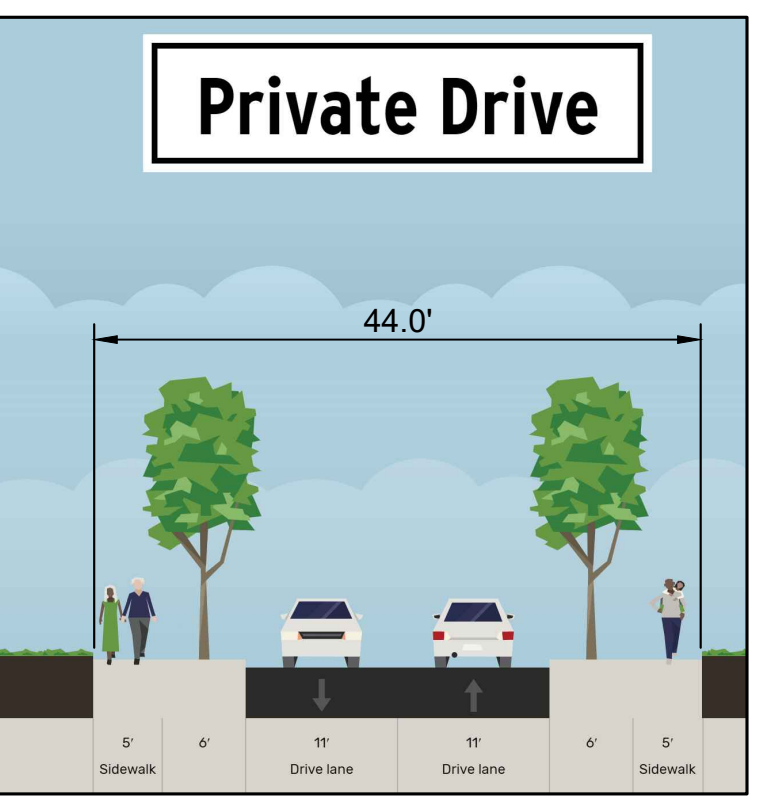 Private Drive
44.0'
5′ 6′ 11′ 11′ 6′ 5′
Sidewalk Drive lane Drive lane Sidewalk